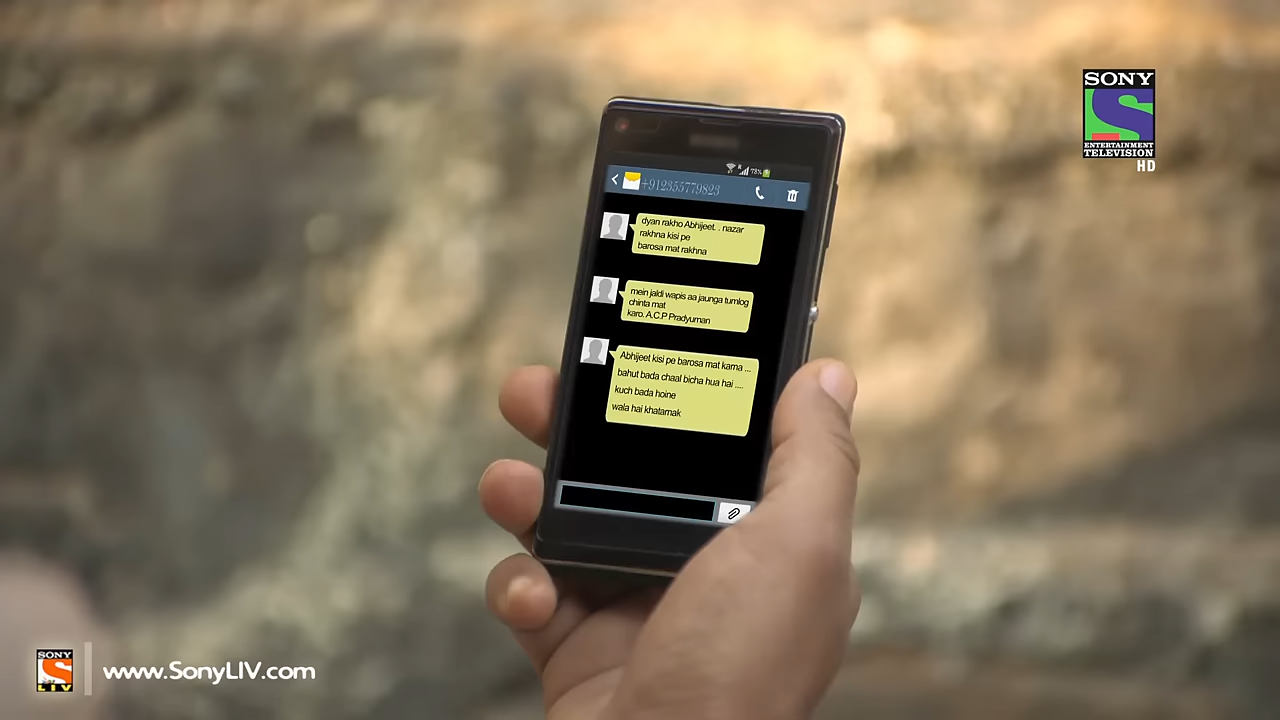 SONY
ENTERTAINMENT
TELEVISION
HD
78%
+912355779823
dyan rakho Abhijeet. . nazar
rakhna kisi pe
barosa mat rakhna
mein jaldi wapis aa jaunga tumlog
chinta mat
karo. A.C.P Pradyuman
Abhijeet kisi pe barosa mat karna ...
bahut bada chaal bicha hua hai ....
kuch bada hoine
wala hai khatarnak
SONY
LIV
www.SonyLIV.com